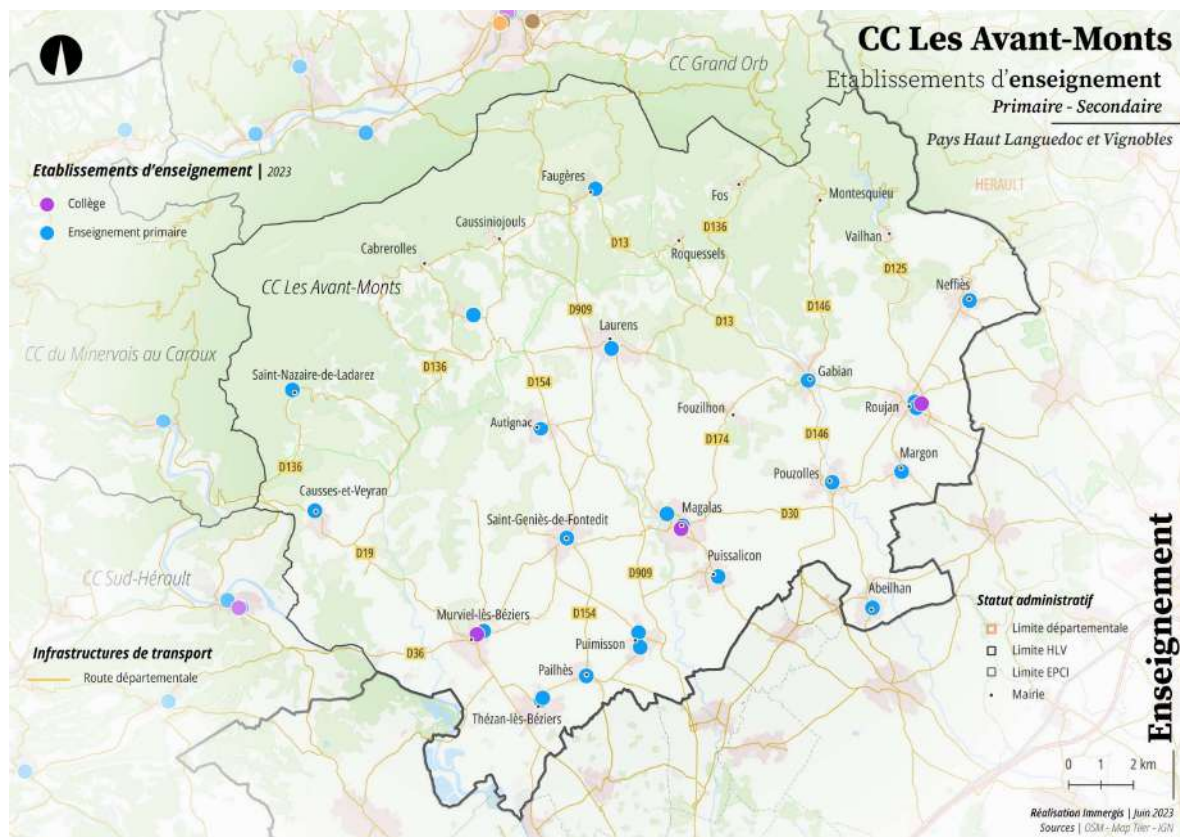 CC Les Avant-Monts
Etablissements d'enseignement
Primaire - Secondaire
Pays Haut Languedoc et Vignobles
CC Grand Orb
HERAULT
Etablissements d'enseignement | 2023
Collège
Enseignement primaire
Faugères
Fos
Montesquieu
Caussiniojouls
D136
Vailhan
D13
Roquessels
Cabrerolles
D125
CC Les Avant-Monts
Neffiès
D909
D146
D13
Laurens
CC du Minervois au Caroux
D136
Saint-Nazaire-de-Ladarez
D154
Gabian
Fouzilhon
Roujan
Autignac
D146
D174
Margon
D136
Pouzolles
Causses-et-Veyran
Magalas
D30
Saint-Geniès-de-Fontedit
D19
Puissalicon
D909
CC Sud-Hérault
Abeilhan
Murviel-lès-Béziers
D154
Puimisson
D36
Pailhès
Thézan-lès-Béziers
Infrastructures de transport
Route départementale
Statut administratif
Limite départementale
Limite HLV
Limite EPCI
Mairie
Enseignement
0 1 2 km
Réalisation Immergis | Juin 2023
Sources | OSM - Map Tiler - IGN